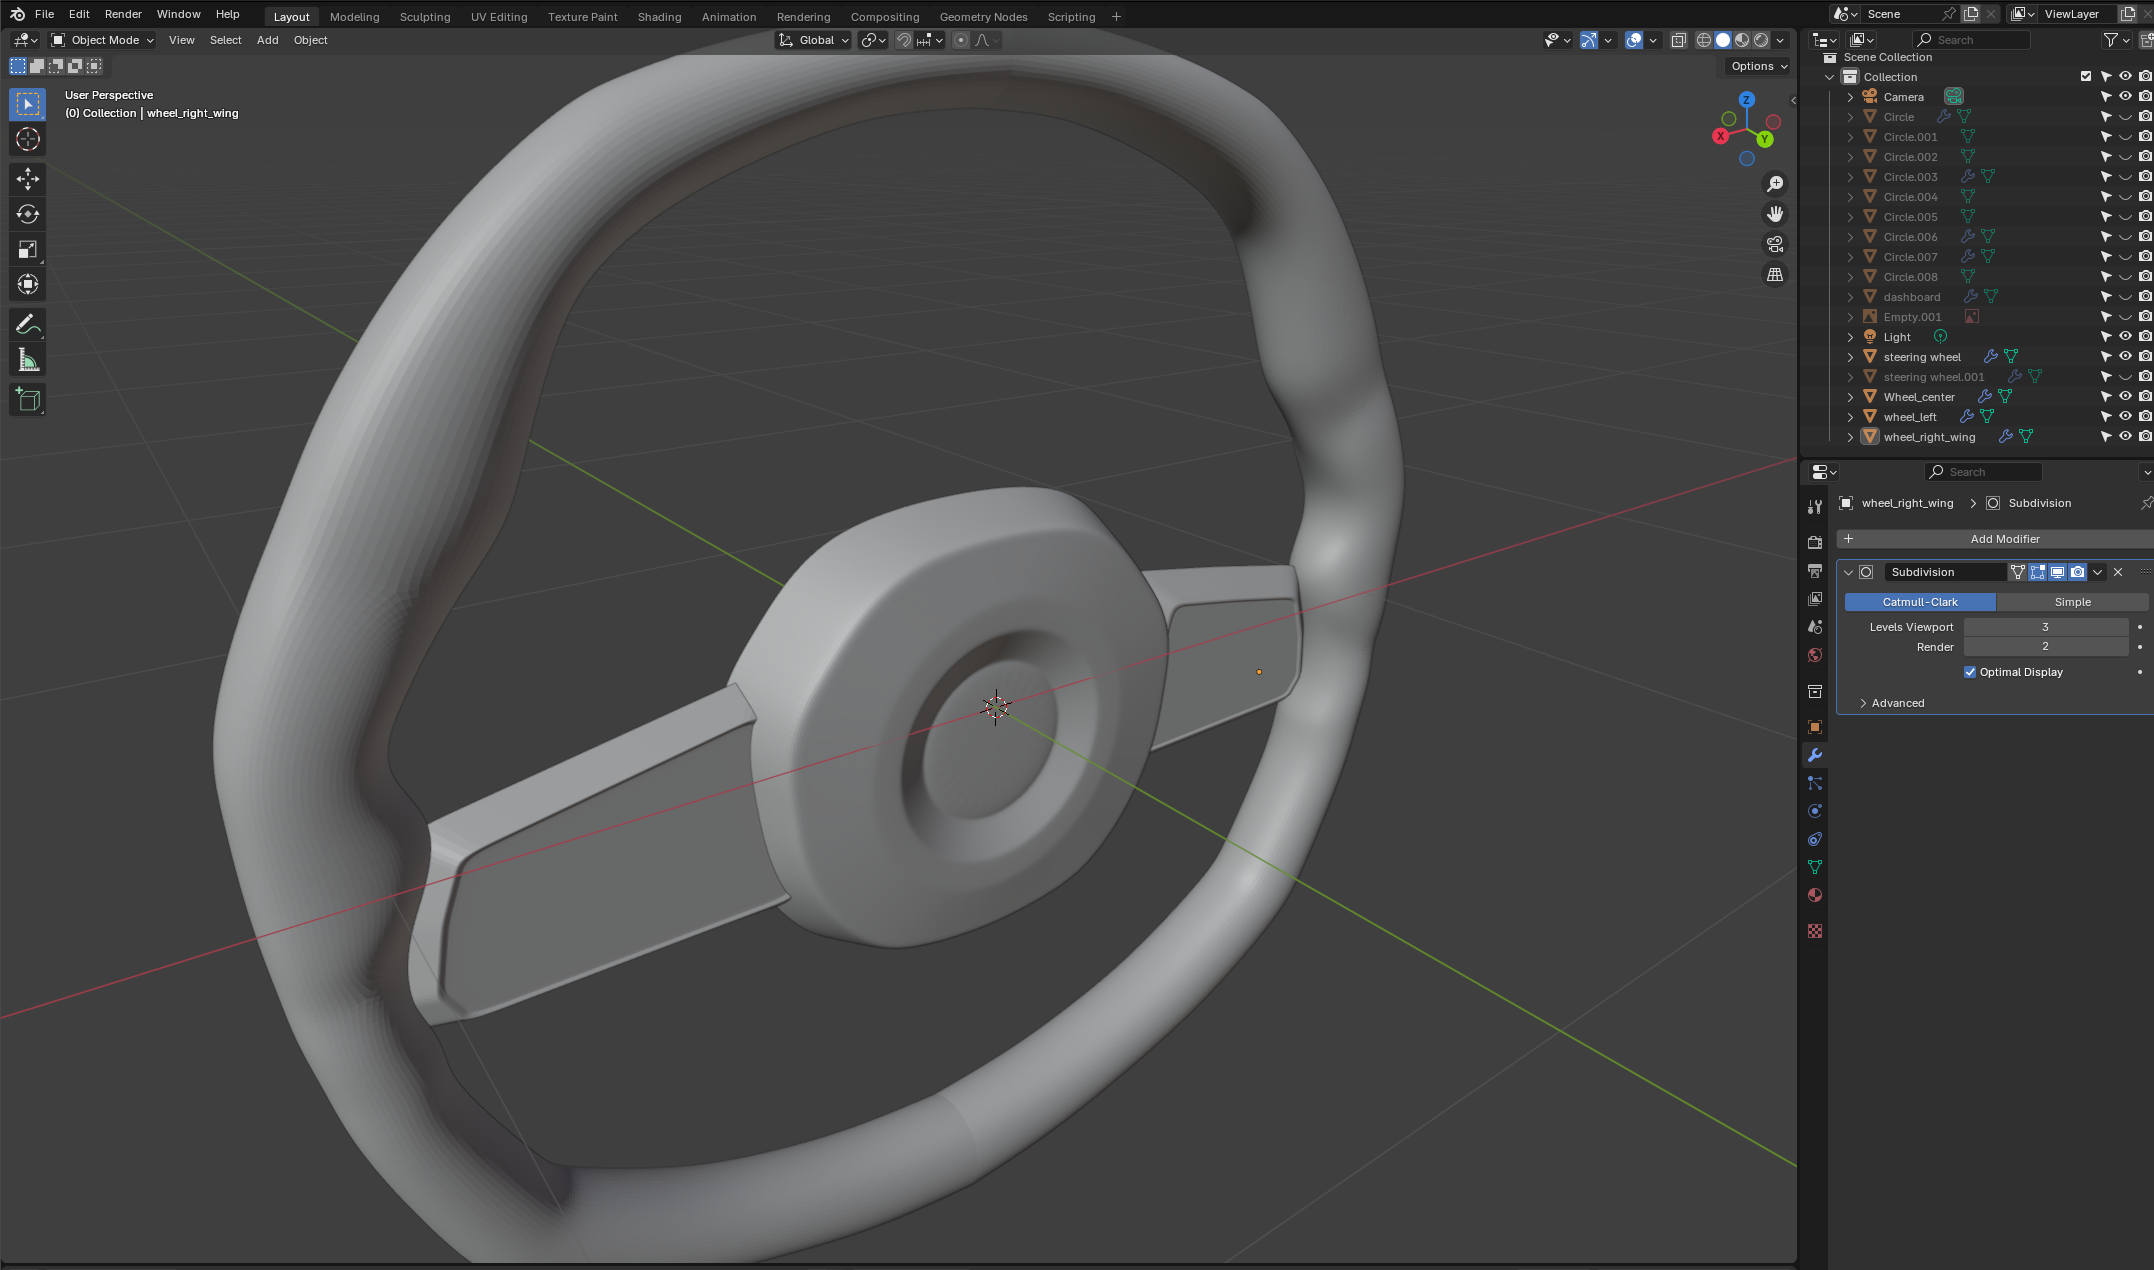 File Edit Render Window Help Layout Modeling Sculpting UV Editing Texture Paint Shading Animation Rendering Compositing Geometry Nodes Scripting + Scene ViewLayer
Object Mode View Select Add Object Global Search
Options
User Perspective
(0) Collection | wheel_right_wing
Z
X
Y
Scene Collection
Collection
Camera
Circle
Circle.001
Circle.002
Circle.003
Circle.004
Circle.005
Circle.006
Circle.007
Circle.008
dashboard
Empty.001
Light
steering wheel
steering wheel.001
Wheel_center
wheel_left
wheel_right_wing
Search
wheel_right_wing > Subdivision
+ Add Modifier
Subdivision
Catmull-Clark Simple
Levels Viewport 3
Render 2
Optimal Display
Advanced